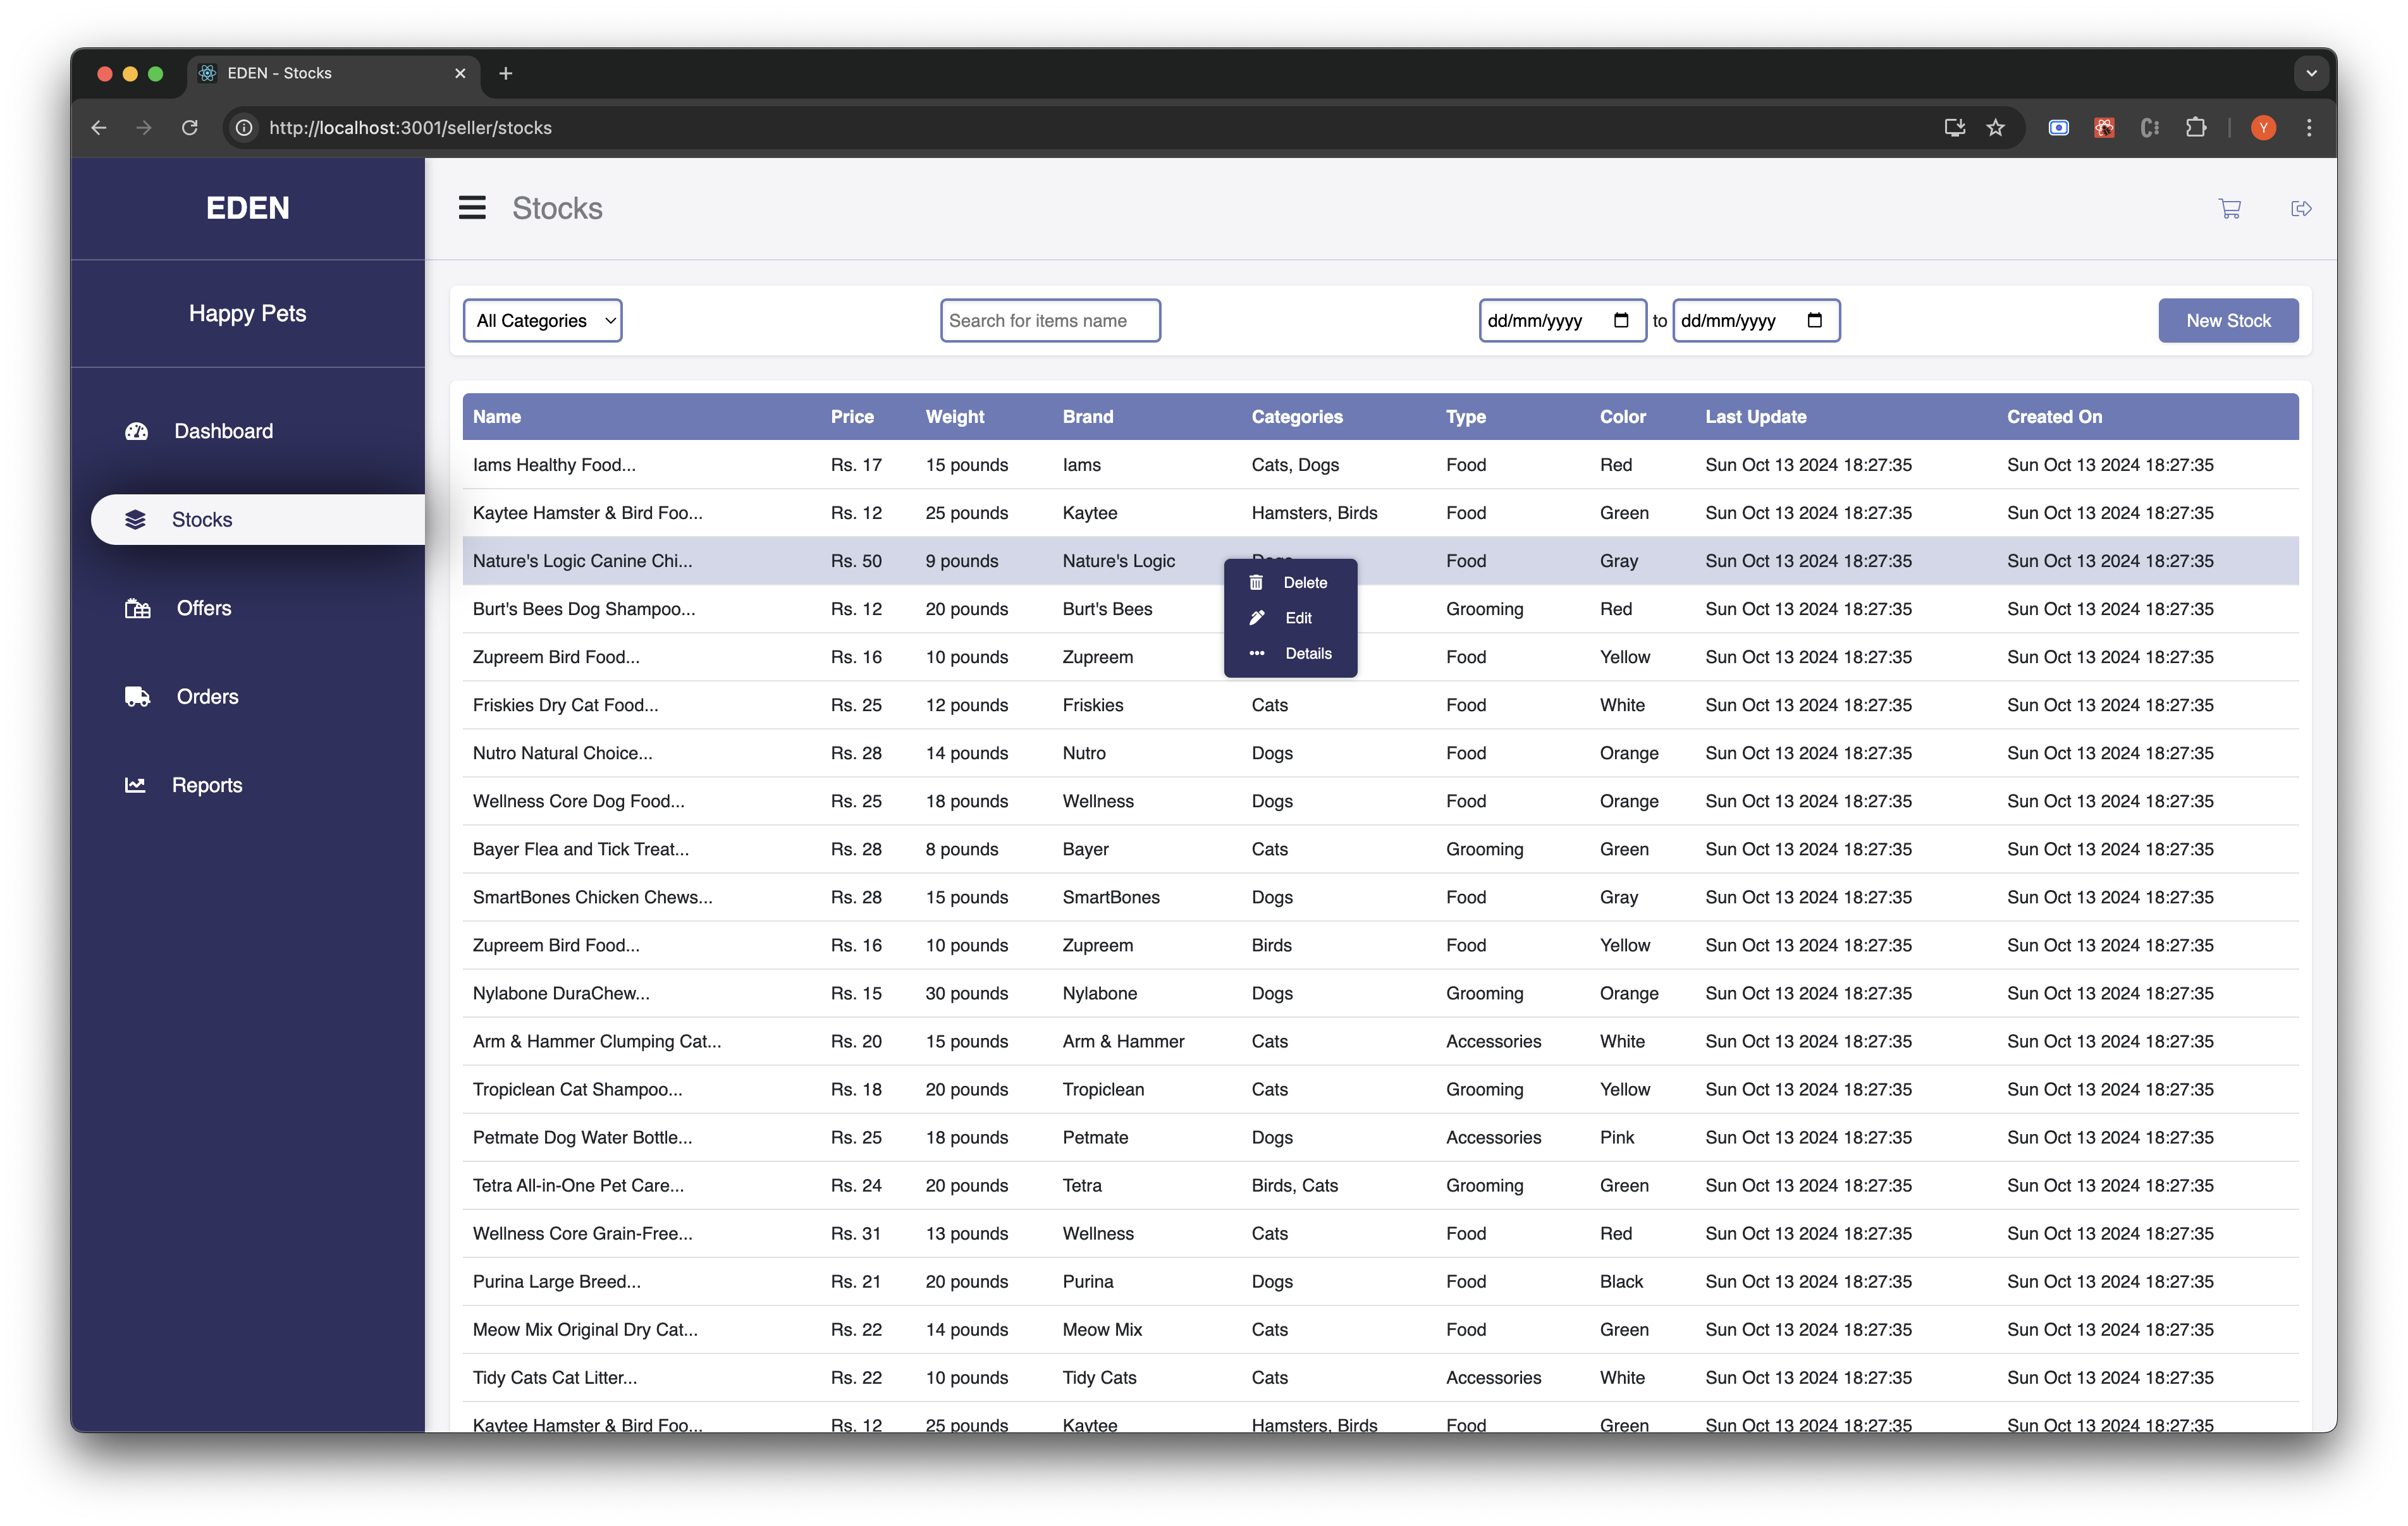 EDEN - Stocks
http://localhost:3001/seller/stocks
Y
EDEN
Stocks
Happy Pets
All Categories
Search for items name
dd/mm/yyyy to dd/mm/yyyy
New Stock
Dashboard
Stocks
Offers
Orders
Reports
Name Price Weight Brand Categories Type Color Last Update Created On
Iams Healthy Food... Rs. 17 15 pounds Iams Cats, Dogs Food Red Sun Oct 13 2024 18:27:35 Sun Oct 13 2024 18:27:35
Kaytee Hamster & Bird Foo... Rs. 12 25 pounds Kaytee Hamsters, Birds Food Green Sun Oct 13 2024 18:27:35 Sun Oct 13 2024 18:27:35
Nature's Logic Canine Chi... Rs. 50 9 pounds Nature's Logic Dogs Food Gray Sun Oct 13 2024 18:27:35 Sun Oct 13 2024 18:27:35
Delete
Edit
Details
Burt's Bees Dog Shampoo... Rs. 12 20 pounds Burt's Bees Grooming Red Sun Oct 13 2024 18:27:35 Sun Oct 13 2024 18:27:35
Zupreem Bird Food... Rs. 16 10 pounds Zupreem Food Yellow Sun Oct 13 2024 18:27:35 Sun Oct 13 2024 18:27:35
Friskies Dry Cat Food... Rs. 25 12 pounds Friskies Cats Food White Sun Oct 13 2024 18:27:35 Sun Oct 13 2024 18:27:35
Nutro Natural Choice... Rs. 28 14 pounds Nutro Dogs Food Orange Sun Oct 13 2024 18:27:35 Sun Oct 13 2024 18:27:35
Wellness Core Dog Food... Rs. 25 18 pounds Wellness Dogs Food Orange Sun Oct 13 2024 18:27:35 Sun Oct 13 2024 18:27:35
Bayer Flea and Tick Treat... Rs. 28 8 pounds Bayer Cats Grooming Green Sun Oct 13 2024 18:27:35 Sun Oct 13 2024 18:27:35
SmartBones Chicken Chews... Rs. 28 15 pounds SmartBones Dogs Food Gray Sun Oct 13 2024 18:27:35 Sun Oct 13 2024 18:27:35
Zupreem Bird Food... Rs. 16 10 pounds Zupreem Birds Food Yellow Sun Oct 13 2024 18:27:35 Sun Oct 13 2024 18:27:35
Nylabone DuraChew... Rs. 15 30 pounds Nylabone Dogs Grooming Orange Sun Oct 13 2024 18:27:35 Sun Oct 13 2024 18:27:35
Arm & Hammer Clumping Cat... Rs. 20 15 pounds Arm & Hammer Cats Accessories White Sun Oct 13 2024 18:27:35 Sun Oct 13 2024 18:27:35
Tropiclean Cat Shampoo... Rs. 18 20 pounds Tropiclean Cats Grooming Yellow Sun Oct 13 2024 18:27:35 Sun Oct 13 2024 18:27:35
Petmate Dog Water Bottle... Rs. 25 18 pounds Petmate Dogs Accessories Pink Sun Oct 13 2024 18:27:35 Sun Oct 13 2024 18:27:35
Tetra All-in-One Pet Care... Rs. 24 20 pounds Tetra Birds, Cats Grooming Green Sun Oct 13 2024 18:27:35 Sun Oct 13 2024 18:27:35
Wellness Core Grain-Free... Rs. 31 13 pounds Wellness Cats Food Red Sun Oct 13 2024 18:27:35 Sun Oct 13 2024 18:27:35
Purina Large Breed... Rs. 21 20 pounds Purina Dogs Food Black Sun Oct 13 2024 18:27:35 Sun Oct 13 2024 18:27:35
Meow Mix Original Dry Cat... Rs. 22 14 pounds Meow Mix Cats Food Green Sun Oct 13 2024 18:27:35 Sun Oct 13 2024 18:27:35
Tidy Cats Cat Litter... Rs. 22 10 pounds Tidy Cats Cats Accessories White Sun Oct 13 2024 18:27:35 Sun Oct 13 2024 18:27:35
Kaytee Hamster & Bird Foo... Rs. 12 25 pounds Kaytee Hamsters, Birds Food Green Sun Oct 13 2024 18:27:35 Sun Oct 13 2024 18:27:35